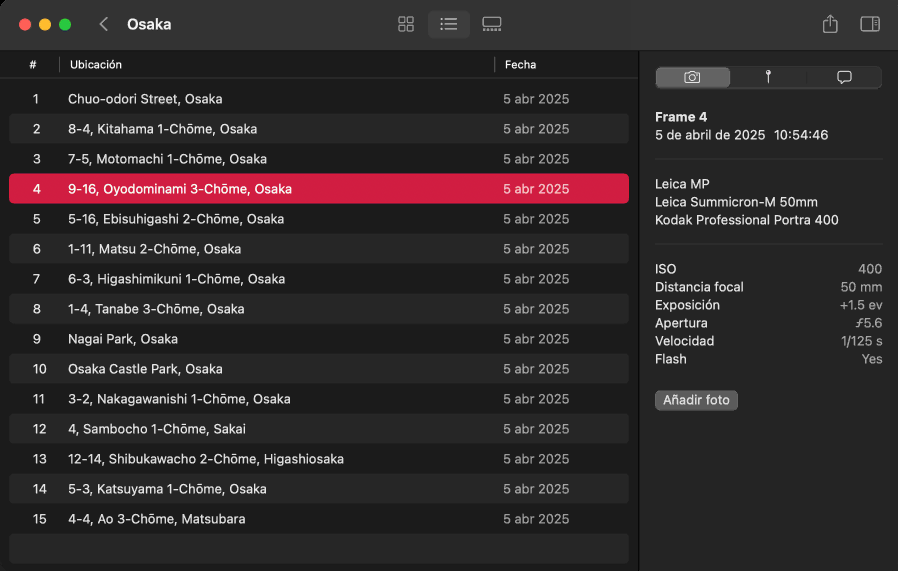 Osaka
# Ubicación Fecha
1 Chuo-odori Street, Osaka 5 abr 2025
2 8-4, Kitahama 1-Chōme, Osaka 5 abr 2025
3 7-5, Motomachi 1-Chōme, Osaka 5 abr 2025
4 9-16, Oyodominami 3-Chōme, Osaka 5 abr 2025
5 5-16, Ebisuhigashi 2-Chōme, Osaka 5 abr 2025
6 1-11, Matsu 2-Chōme, Osaka 5 abr 2025
7 6-3, Higashimikuni 1-Chōme, Osaka 5 abr 2025
8 1-4, Tanabe 3-Chōme, Osaka 5 abr 2025
9 Nagai Park, Osaka 5 abr 2025
10 Osaka Castle Park, Osaka 5 abr 2025
11 3-2, Nakagawanishi 1-Chōme, Osaka 5 abr 2025
12 4, Sambocho 1-Chōme, Sakai 5 abr 2025
13 12-14, Shibukawacho 2-Chōme, Higashiosaka 5 abr 2025
14 5-3, Katsuyama 1-Chōme, Osaka 5 abr 2025
15 4-4, Ao 3-Chōme, Matsubara 5 abr 2025
Frame 4
5 de abril de 2025 10:54:46
Leica MP
Leica Summicron-M 50mm
Kodak Professional Portra 400
ISO 400
Distancia focal 50 mm
Exposición +1.5 ev
Apertura ƒ5.6
Velocidad 1/125 s
Flash Yes
Añadir foto